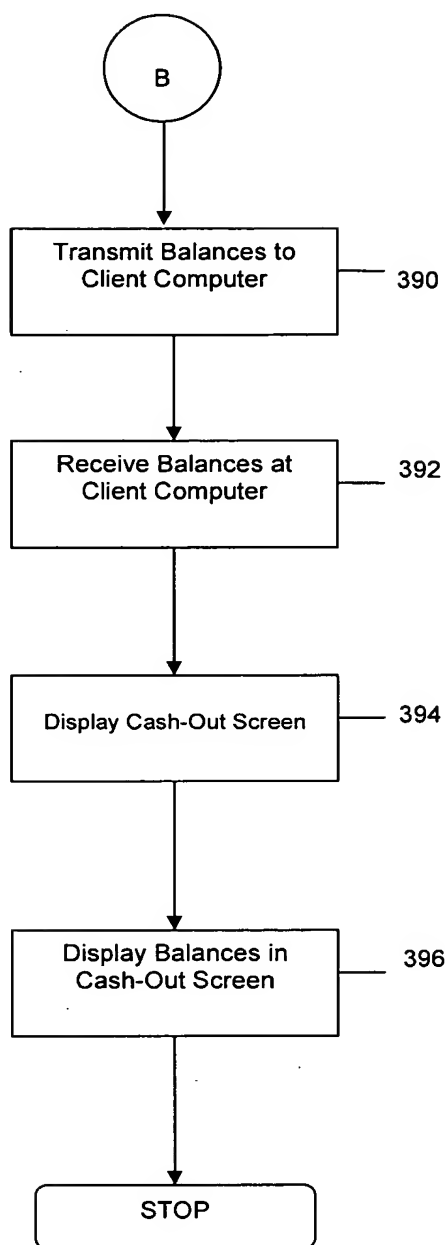 B
Transmit Balances to
Client Computer
390
Receive Balances at
Client Computer
392
Display Cash-Out Screen
394
Display Balances in
Cash-Out Screen
396
STOP